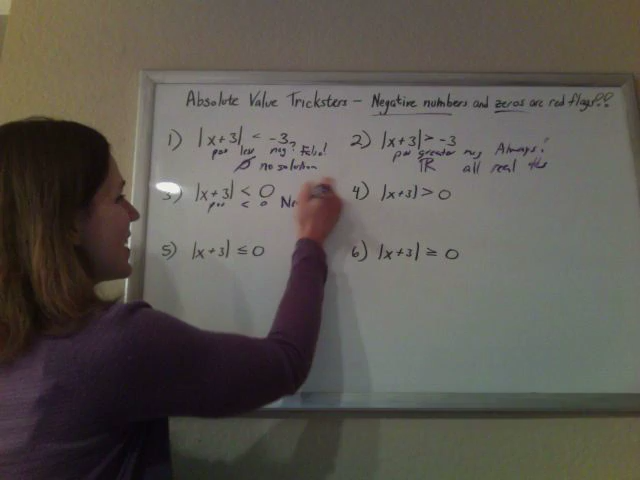 Absolute Value Tricksters – Negative numbers and zeros are red flags!!
1) |x+3| < -3
pos less neg? False!
∅ no solution
2) |x+3| > -3
pos greater neg Always!
ℝ all real #s
3) |x+3| < 0
pos < 0
4) |x+3| > 0
5) |x+3| ≤ 0
6) |x+3| ≥ 0